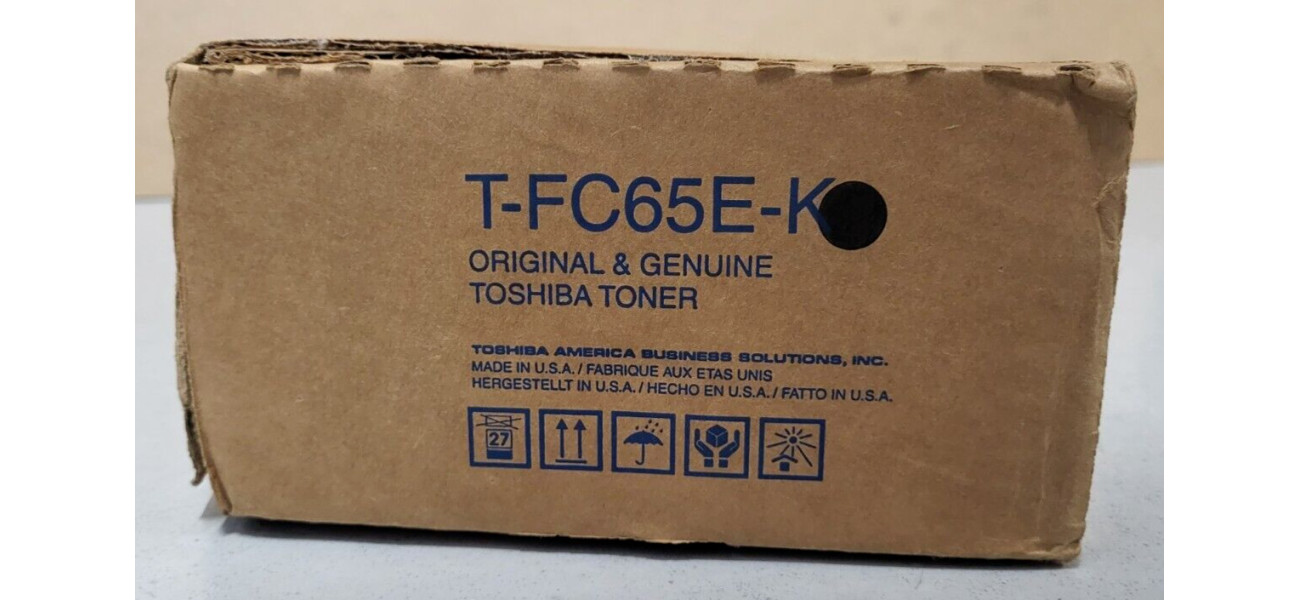 T-FC65E-K
ORIGINAL & GENUINE
TOSHIBA TONER
TOSHIBA AMERICA BUSINESS SOLUTIONS, INC.
MADE IN U.S.A. / FABRIQUE AUX ETAS UNIS
HERGESTELLT IN U.S.A. / HECHO EN U.S.A. / FATTO IN U.S.A.
27